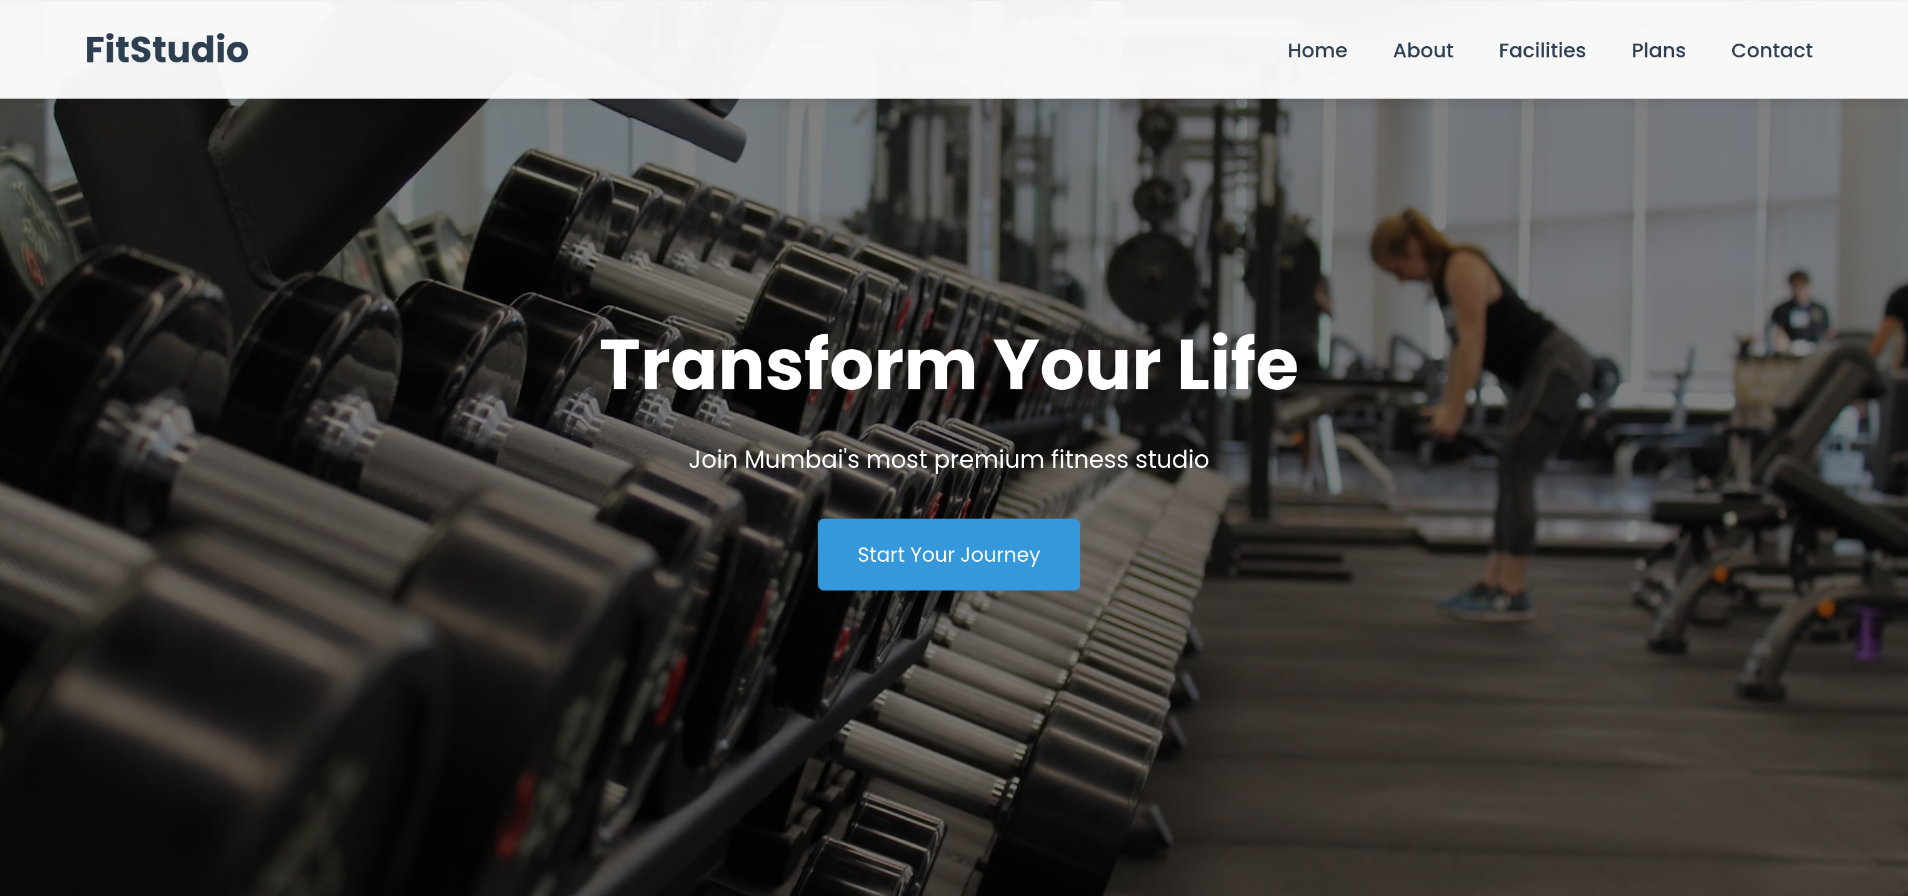 FitStudio
Home About Facilities Plans Contact
Transform Your Life
Join Mumbai's most premium fitness studio
Start Your Journey